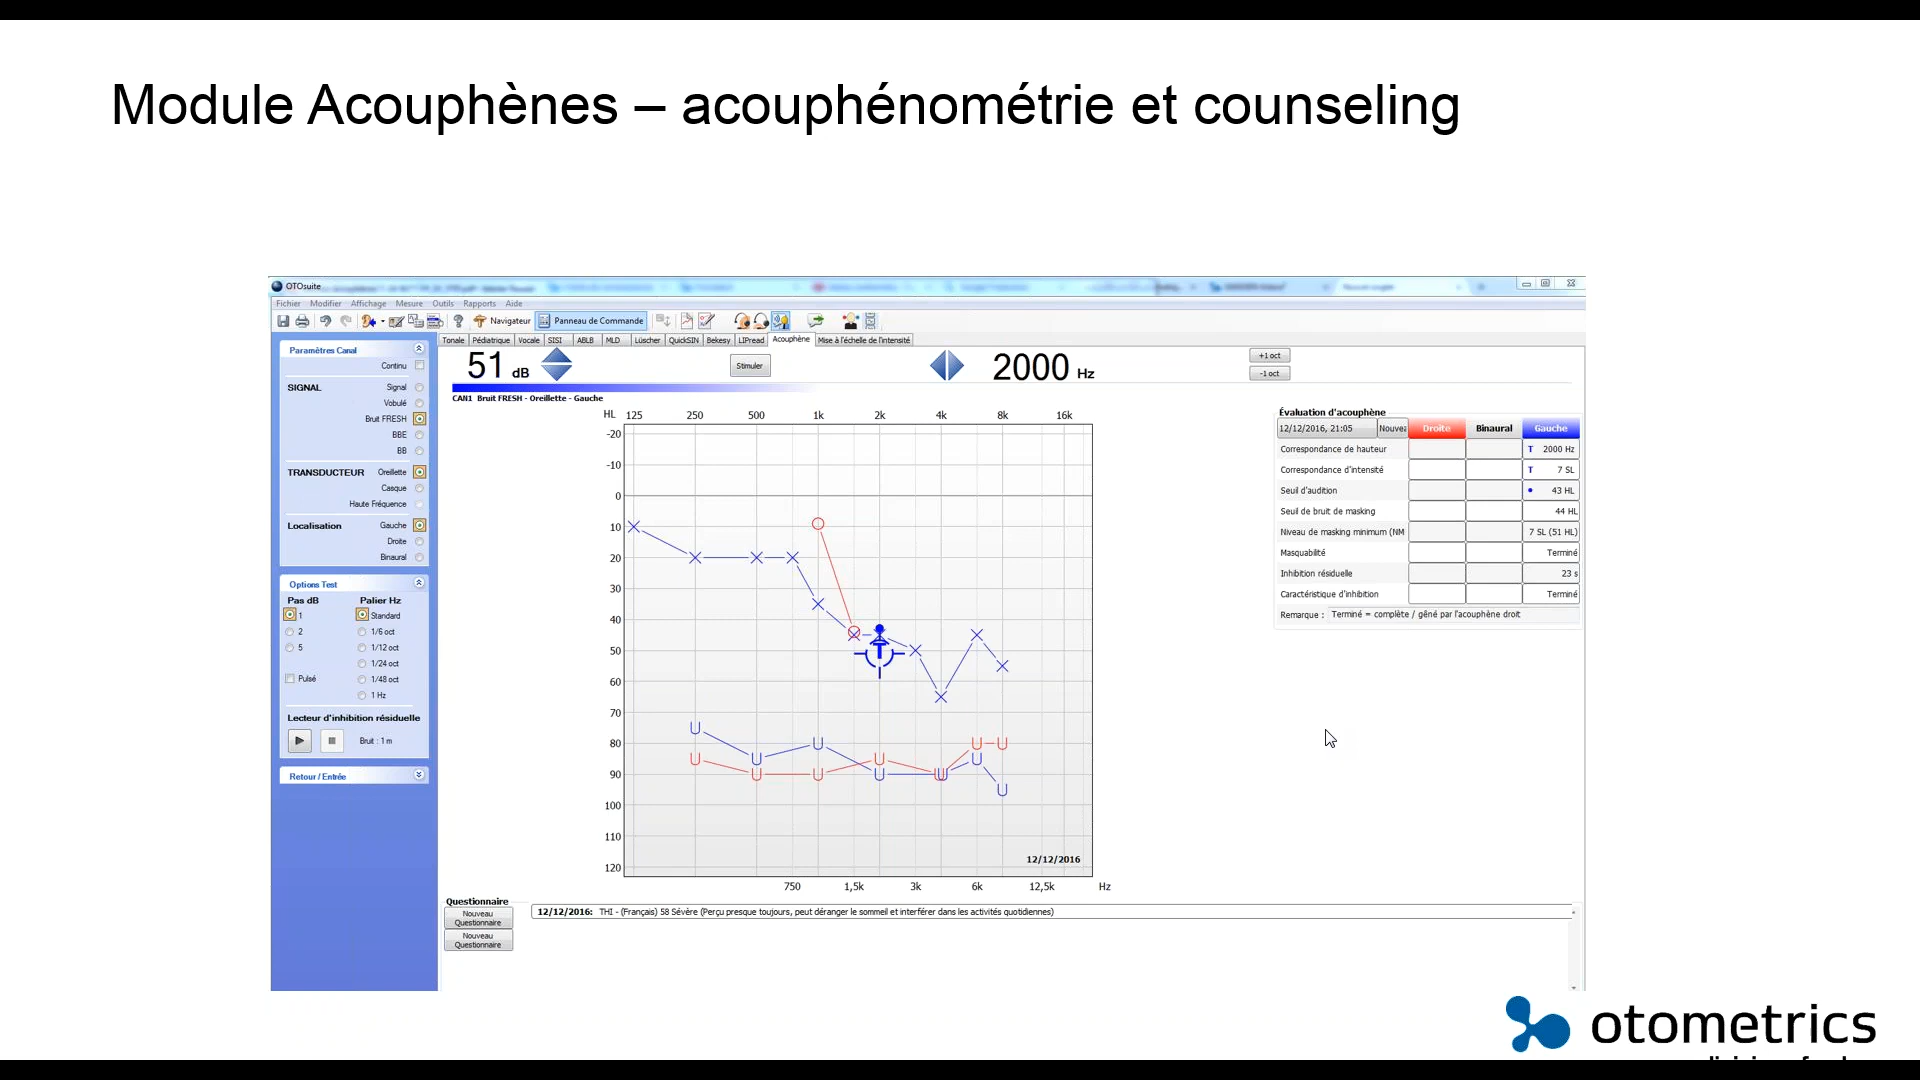 Module Acouphènes – acouphénométrie et counseling
OTOsuite
Fichier Modifier Affichage Mesure Outils Rapports Aide
Navigateur Panneau de Commande
Tonale Pédiatrique Vocale SISI ABLB MLD Lüscher QuickSIN Bekesy LIPread Acouphène Mise à l'échelle de l'intensité
Paramètres Canal
Continu
SIGNAL Signal
Vobulé
Bruit FRESH
BBE
BB
TRANSDUCTEUR Oreillette
Casque
Haute Fréquence
Localisation Gauche
Droite
Binaural
Options Test
Pas dB Palier Hz
1 Standard
2 1/6 oct
5 1/12 oct
1/24 oct
Pulsé 1/48 oct
1 Hz
Lecteur d'inhibition résiduelle
Bruit : 1 m
Retour / Entrée
51 dB Stimuler 2000 Hz +1 oct
-1 oct
CAN1 Bruit FRESH - Oreillette - Gauche
HL 125 250 500 1k 2k 4k 8k 16k
-20
-10
0
10
20
30
40
50
60
70
80
90
100
110
120
T
12/12/2016
750 1,5k 3k 6k 12,5k Hz
Évaluation d'acouphène
12/12/2016, 21:05 Nouvea Droite Binaural Gauche
Correspondance de hauteur T 2000 Hz
Correspondance d'intensité T 7 SL
Seuil d'audition 43 HL
Seuil de bruit de masking 44 HL
Niveau de masking minimum (NM 7 SL (51 HL)
Masquabilité Terminé
Inhibition résiduelle 23 s
Caractéristique d'inhibition Terminé
Remarque : Terminé = complète / gêné par l'acouphène droit
Questionnaire
Nouveau Questionnaire
Nouveau Questionnaire
12/12/2016: THI - (Français) 58 Sévère (Perçu presque toujours, peut déranger le sommeil et interférer dans les activités quotidiennes)
otometrics